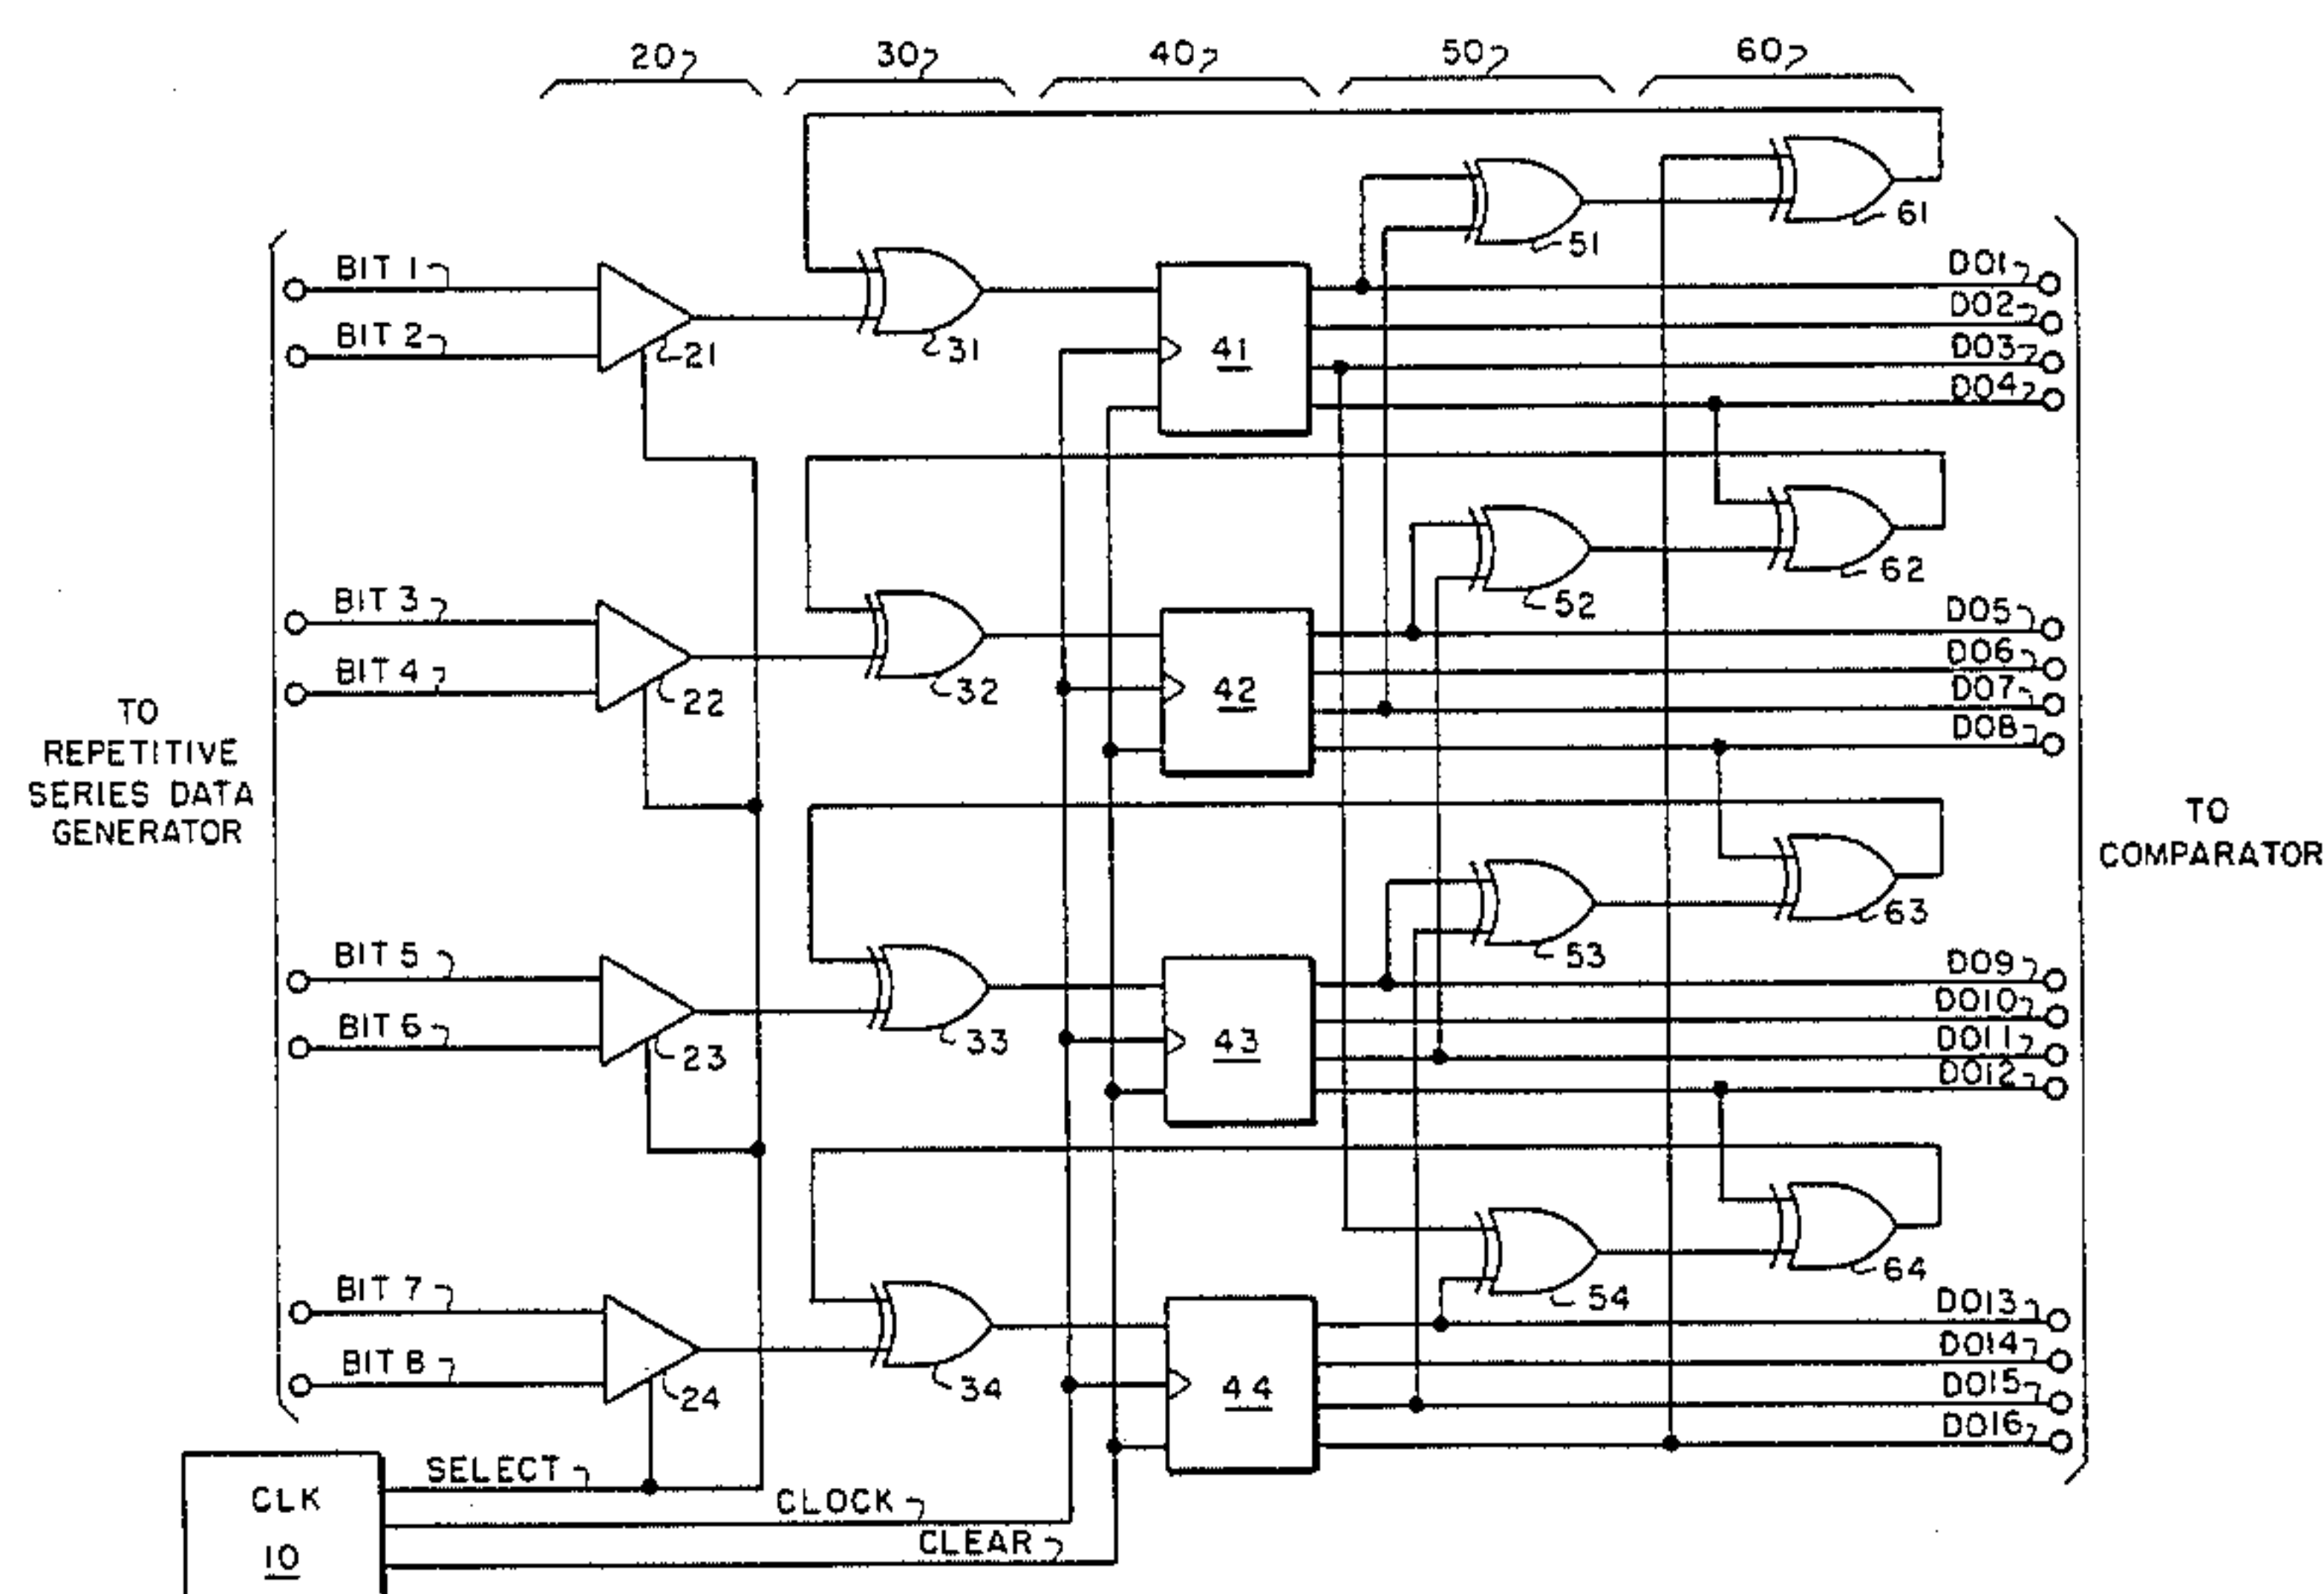 20
30
40
50
60
61
51
BIT 1
BIT 2
21
31
41
DO1
DO2
DO3
DO4
62
52
BIT 3
BIT 4
22
32
42
DO5
DO6
DO7
DO8
TO
REPETITIVE
SERIES DATA
GENERATOR
TO
COMPARATOR
63
53
BIT 5
BIT 6
23
33
43
DO9
DO10
DO11
DO12
64
54
BIT 7
BIT 8
24
34
44
DO13
DO14
DO15
DO16
SELECT
CLK
10
CLOCK
CLEAR